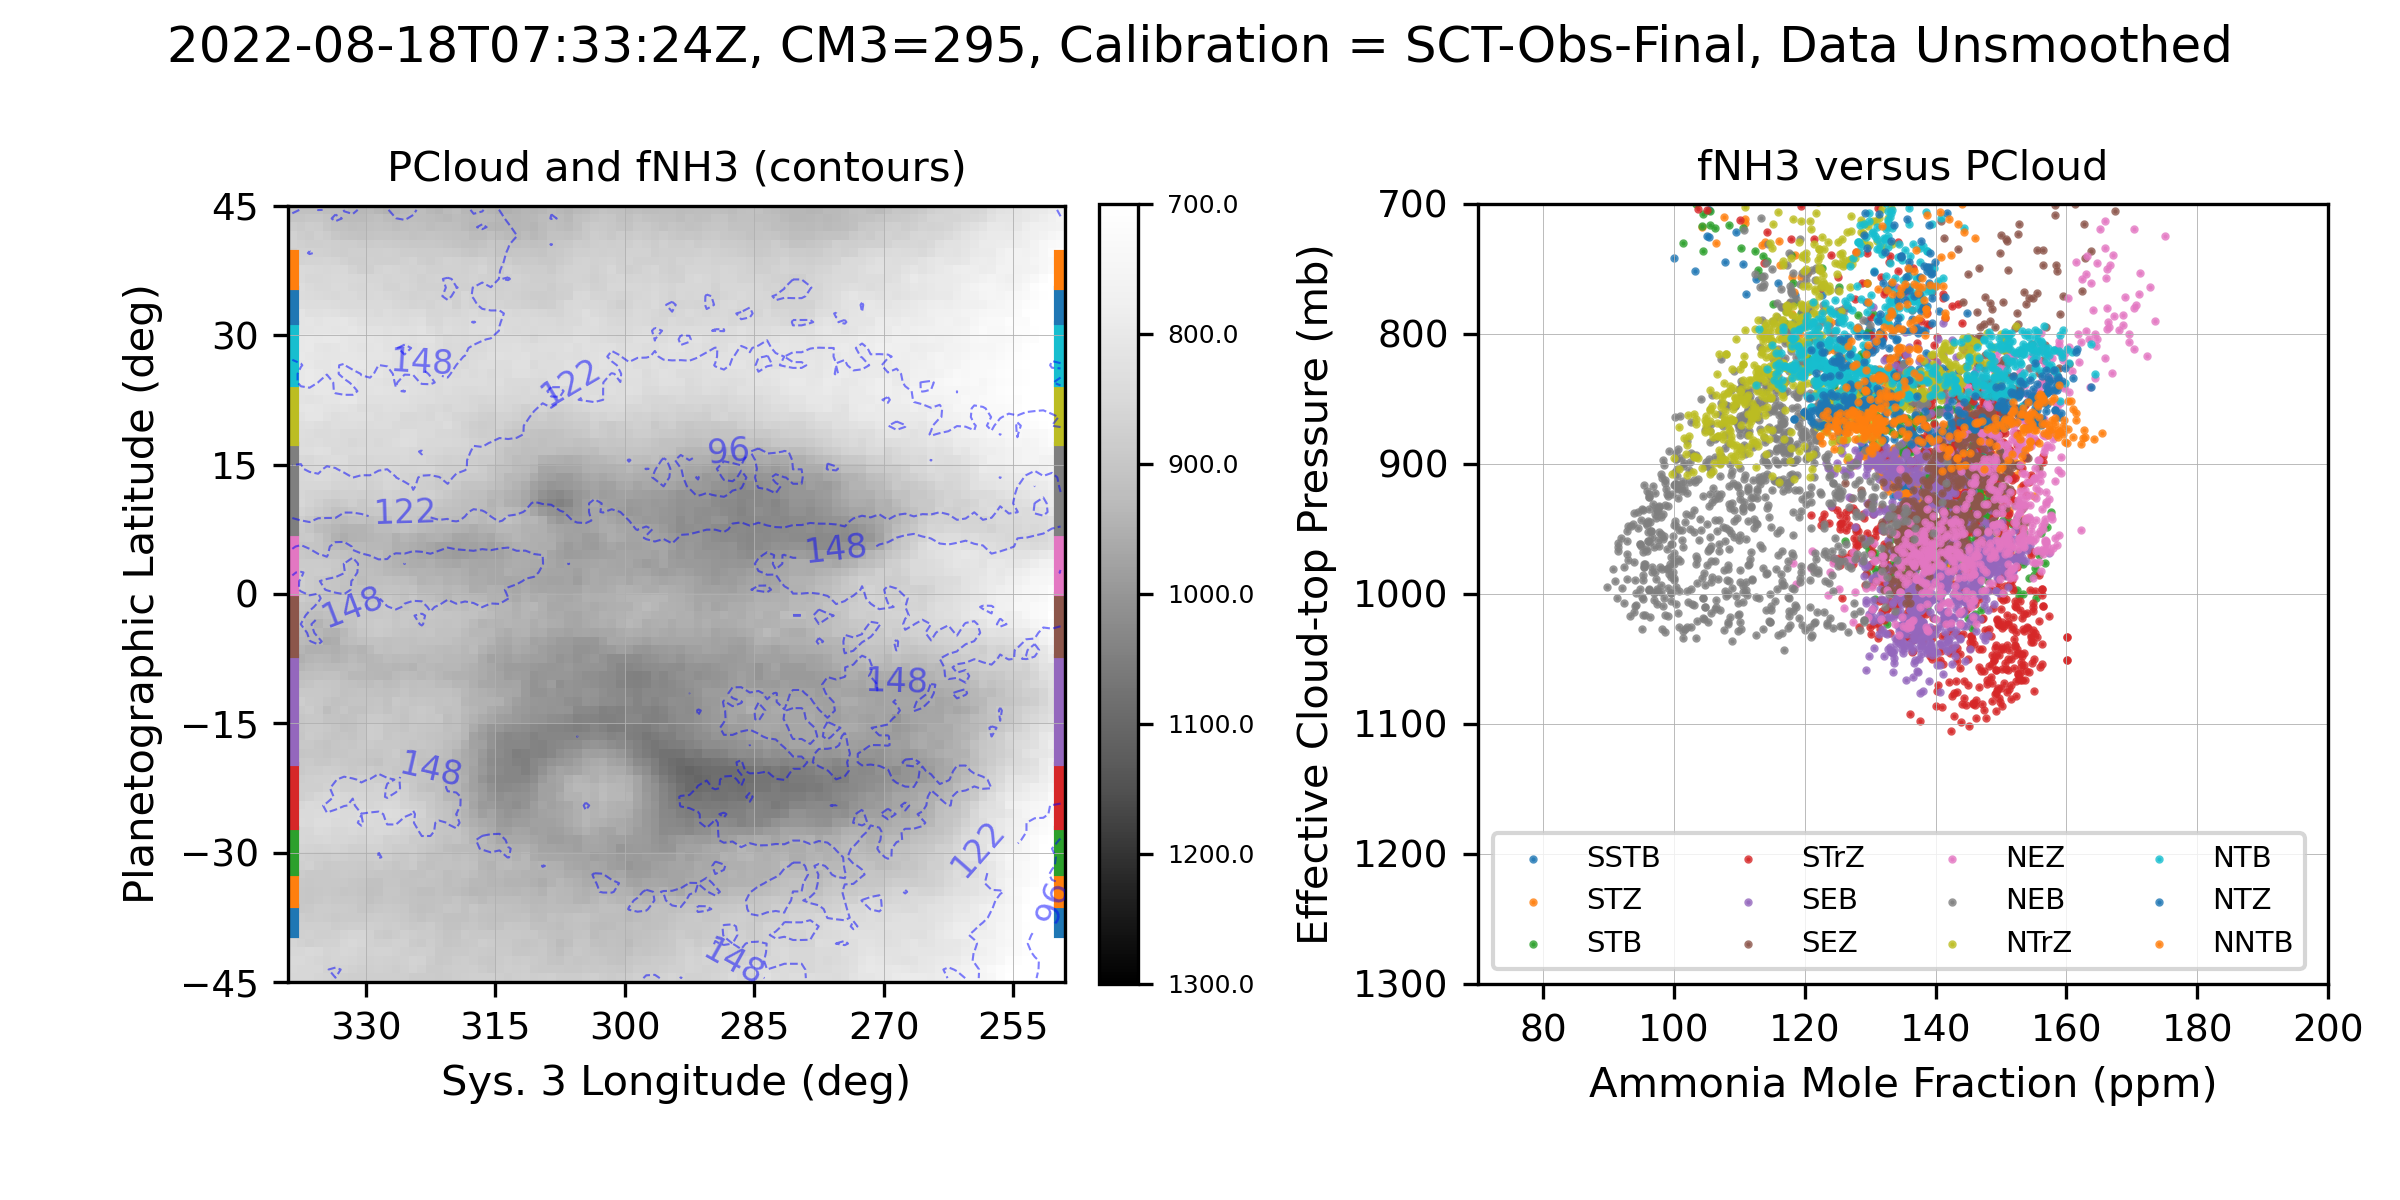 2022-08-18T07:33:24Z, CM3=295, Calibration = SCT-Obs-Final, Data Unsmoothed
PCloud and fNH3 (contours)
45
30
15
0
−15
−30
−45
Planetographic Latitude (deg)
330
315
300
285
270
255
Sys. 3 Longitude (deg)
148
122
96
122
148
148
148
148
122
96
148
700.0
800.0
900.0
1000.0
1100.0
1200.0
1300.0
fNH3 versus PCloud
700
800
900
1000
1100
1200
1300
Effective Cloud-top Pressure (mb)
SSTB
STZ
STB
STrZ
SEB
SEZ
NEZ
NEB
NTrZ
NTB
NTZ
NNTB
80
100
120
140
160
180
200
Ammonia Mole Fraction (ppm)